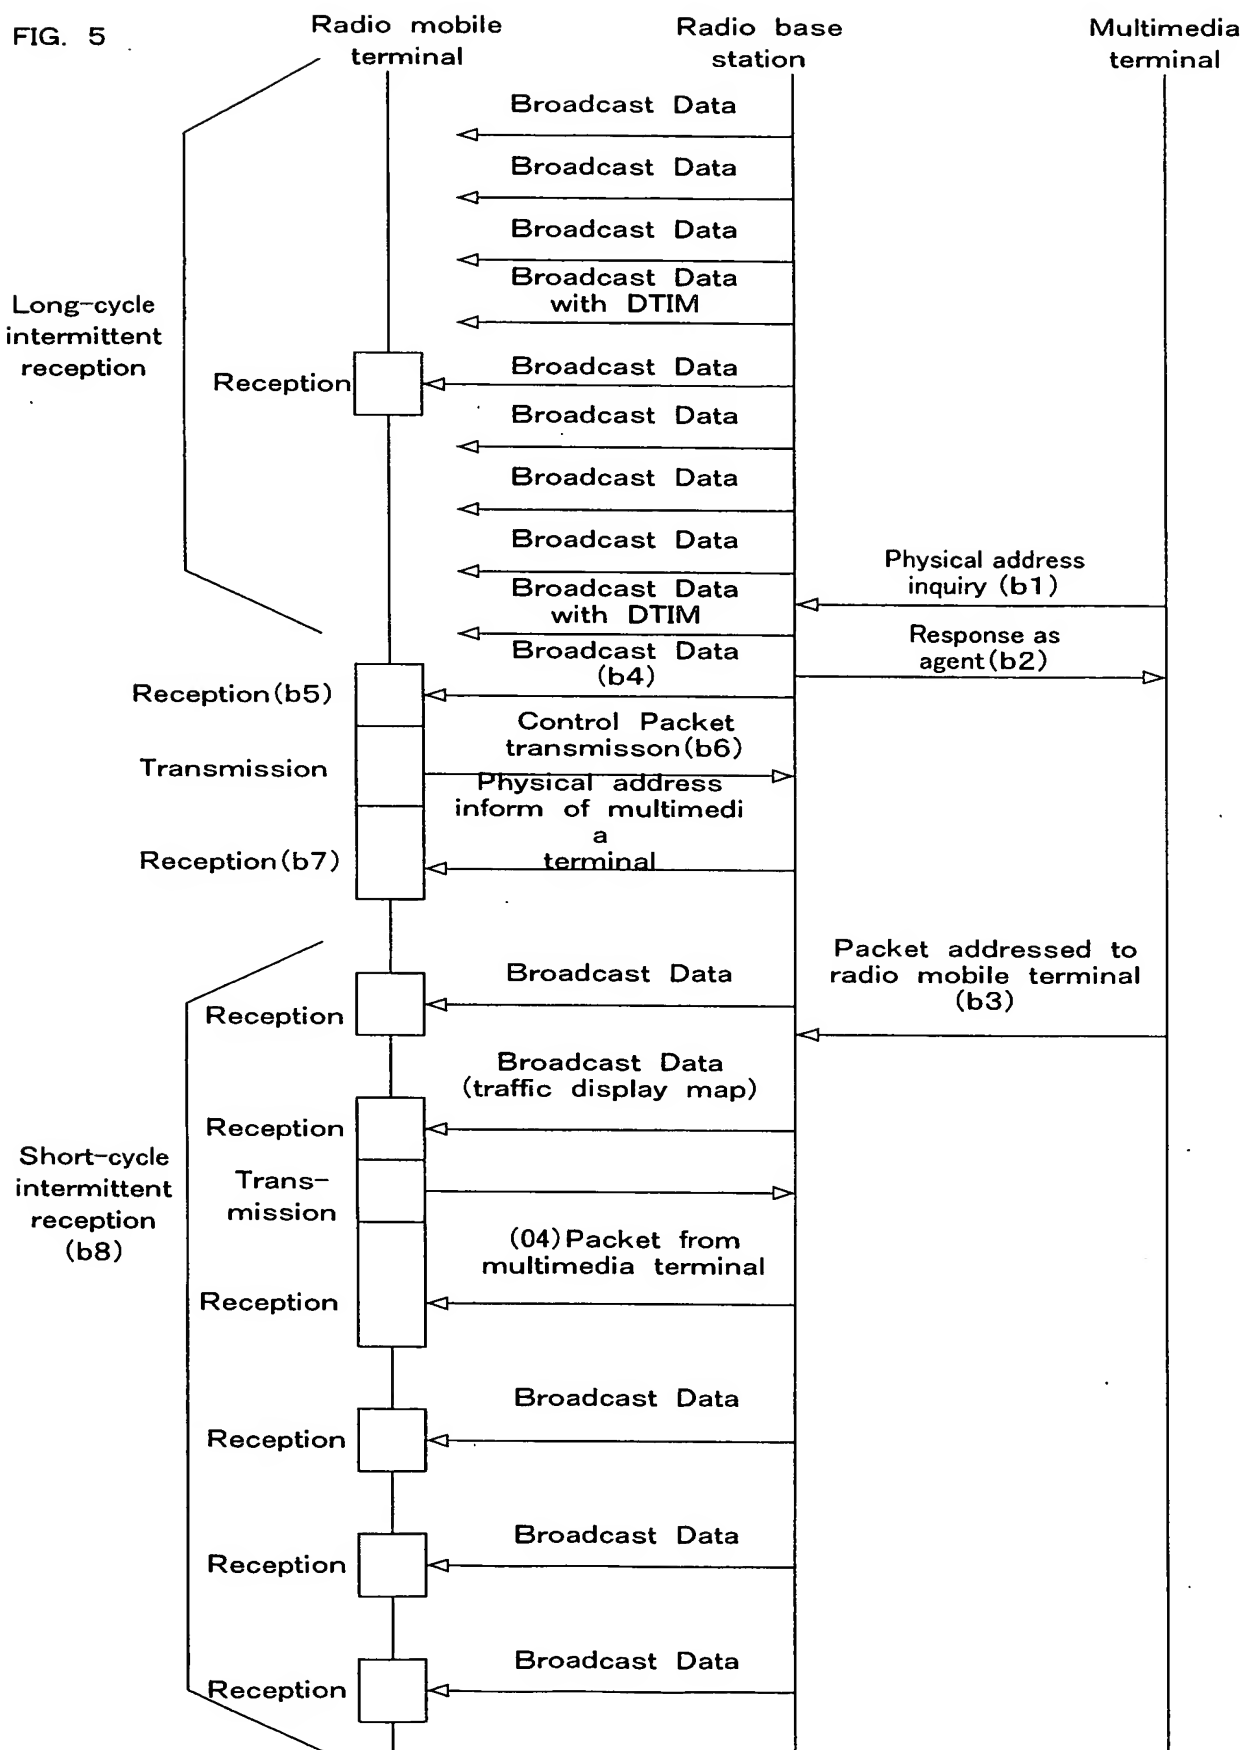 FIG. 5
Radio mobile
terminal
Radio base
station
Multimedia
terminal
Broadcast Data
Broadcast Data
Broadcast Data
Broadcast Data
with DTIM
Long-cycle
intermittent
reception
Reception
Broadcast Data
Broadcast Data
Broadcast Data
Broadcast Data
Physical address
inquiry (b1)
Broadcast Data
with DTIM
Response as
agent(b2)
Broadcast Data
(b4)
Reception(b5)
Control Packet
transmisson(b6)
Transmission
Physical address
inform of multimedi
a
terminal
Reception(b7)
Packet addressed to
radio mobile terminal
(b3)
Broadcast Data
Reception
Broadcast Data
(traffic display map)
Reception
Short-cycle
intermittent
reception
(b8)
Trans-
mission
(04)Packet from
multimedia terminal
Reception
Broadcast Data
Reception
Broadcast Data
Reception
Broadcast Data
Reception